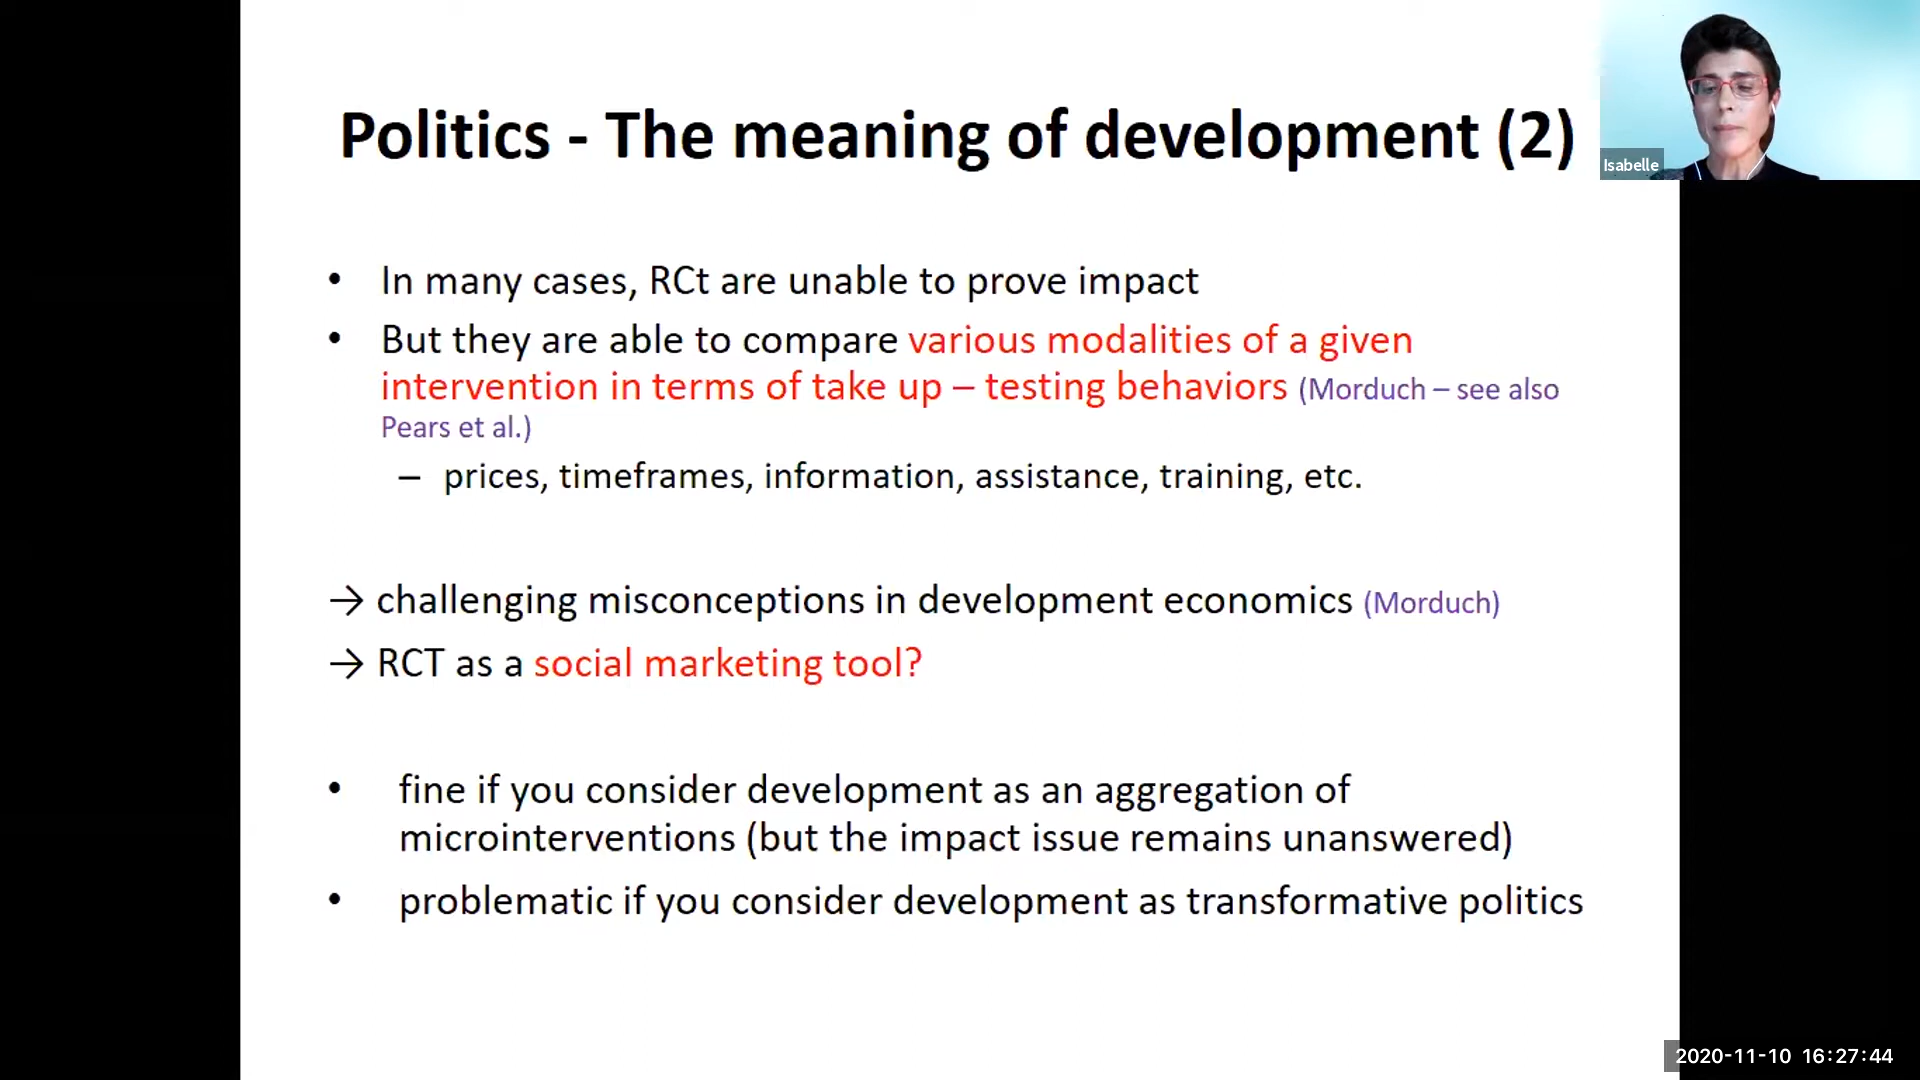 Politics - The meaning of development (2)
Isabelle
• In many cases, RCt are unable to prove impact
• But they are able to compare various modalities of a given
intervention in terms of take up – testing behaviors (Morduch – see also
Pears et al.)
– prices, timeframes, information, assistance, training, etc.
→ challenging misconceptions in development economics (Morduch)
→ RCT as a social marketing tool?
• fine if you consider development as an aggregation of
microinterventions (but the impact issue remains unanswered)
• problematic if you consider development as transformative politics
2020-11-10 16:27:44